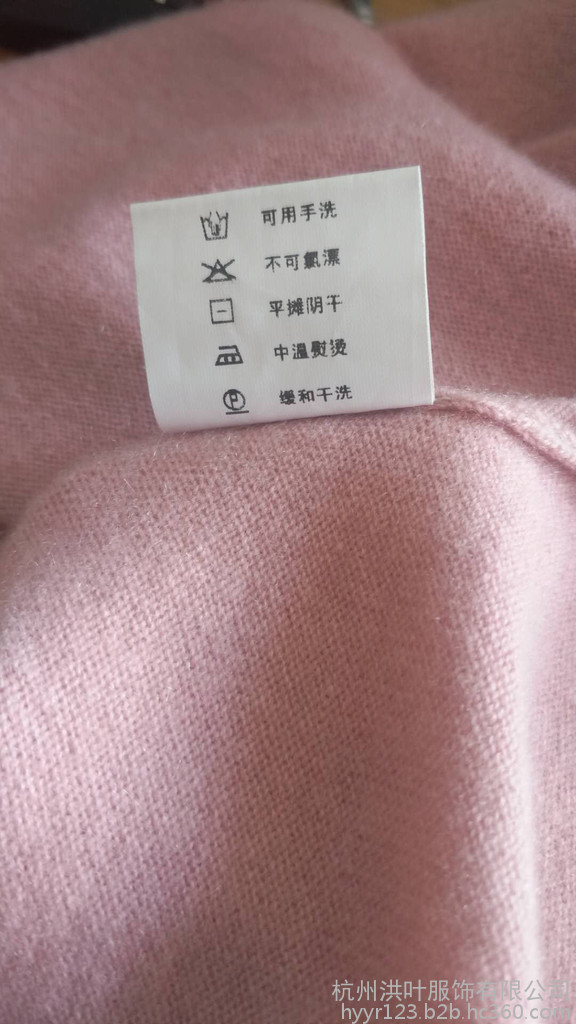 可用手洗
不可氯漂
平摊阴干
中温熨烫
P 缓和干洗
杭州洪叶服饰有限公司
hyyr123.b2b.hc360.com